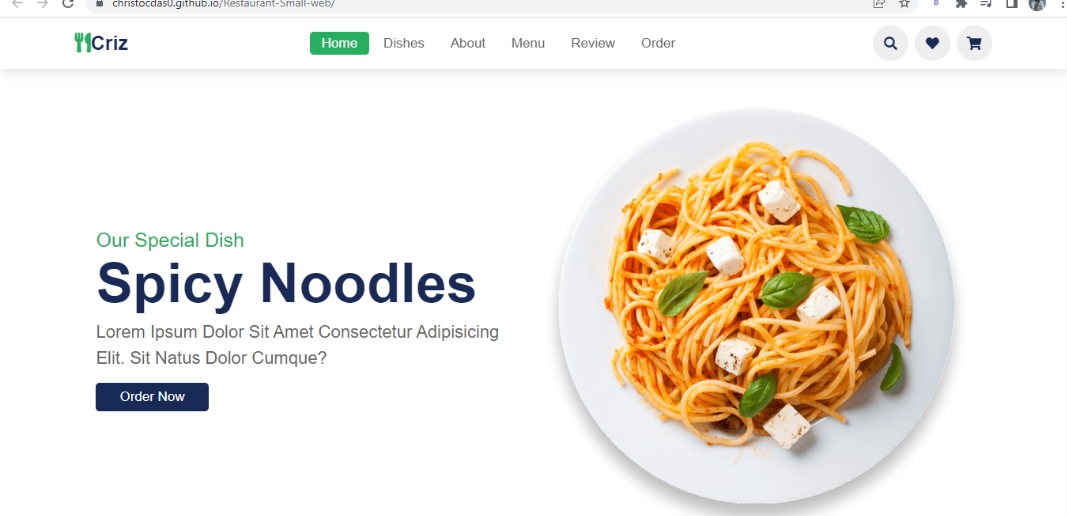 christocdas0.github.io/Restaurant-Small-web/
Criz
Home Dishes About Menu Review Order
Our Special Dish
Spicy Noodles
Lorem Ipsum Dolor Sit Amet Consectetur Adipisicing
Elit. Sit Natus Dolor Cumque?
Order Now